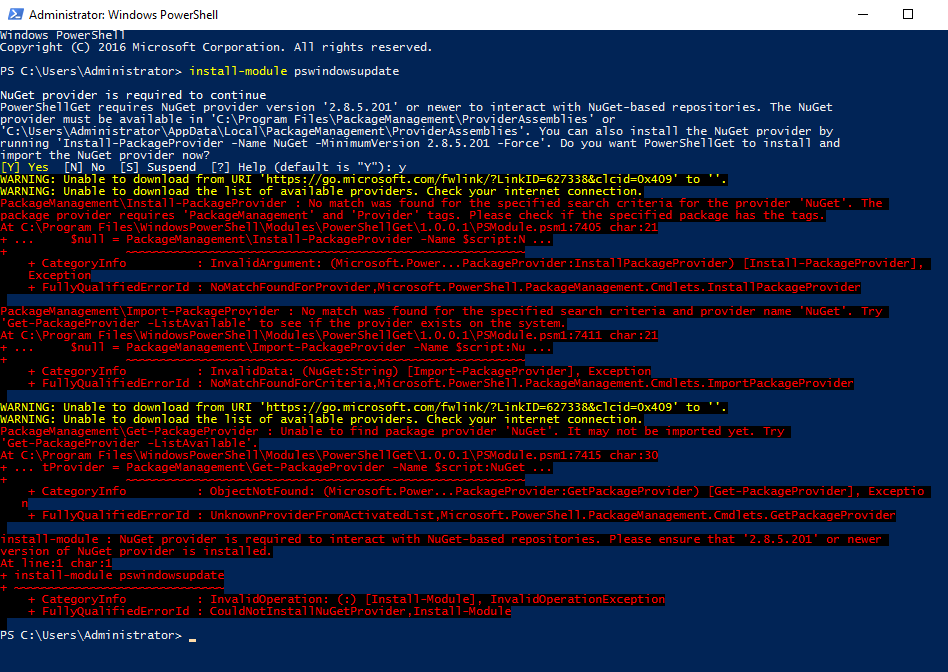 Administrator: Windows PowerShell
Windows PowerShell
Copyright (C) 2016 Microsoft Corporation. All rights reserved.
PS C:\Users\Administrator> install-module pswindowsupdate
NuGet provider is required to continue
PowerShellGet requires NuGet provider version '2.8.5.201' or newer to interact with NuGet-based repositories. The NuGet
provider must be available in 'C:\Program Files\PackageManagement\ProviderAssemblies' or
'C:\Users\Administrator\AppData\Local\PackageManagement\ProviderAssemblies'. You can also install the NuGet provider by
running 'Install-PackageProvider -Name NuGet -MinimumVersion 2.8.5.201 -Force'. Do you want PowerShellGet to install and
import the NuGet provider now?
[Y] Yes  [N] No  [S] Suspend  [?] Help (default is "Y"): y
WARNING: Unable to download from URI 'https://go.microsoft.com/fwlink/?LinkID=627338&clcid=0x409' to ''.
WARNING: Unable to download the list of available providers. Check your internet connection.
PackageManagement\Install-PackageProvider : No match was found for the specified search criteria for the provider 'NuGet'. The
package provider requires 'PackageManagement' and 'Provider' tags. Please check if the specified package has the tags.
At C:\Program Files\WindowsPowerShell\Modules\PowerShellGet\1.0.0.1\PSModule.psm1:7405 char:21
+ ...     $null = PackageManagement\Install-PackageProvider -Name $script:N ...
+                 ~~~~~~~~~~~~~~~~~~~~~~~~~~~~~~~~~~~~~~~~~~~~~~~~~~~~~~~~~
    + CategoryInfo          : InvalidArgument: (Microsoft.Power...PackageProvider:InstallPackageProvider) [Install-PackageProvider],
    Exception
    + FullyQualifiedErrorId : NoMatchFoundForProvider,Microsoft.PowerShell.PackageManagement.Cmdlets.InstallPackageProvider
PackageManagement\Import-PackageProvider : No match was found for the specified search criteria and provider name 'NuGet'. Try
'Get-PackageProvider -ListAvailable' to see if the provider exists on the system.
At C:\Program Files\WindowsPowerShell\Modules\PowerShellGet\1.0.0.1\PSModule.psm1:7411 char:21
+ ...     $null = PackageManagement\Import-PackageProvider -Name $script:Nu ...
+                 ~~~~~~~~~~~~~~~~~~~~~~~~~~~~~~~~~~~~~~~~~~~~~~~~~~~~~~~~~
    + CategoryInfo          : InvalidData: (NuGet:String) [Import-PackageProvider], Exception
    + FullyQualifiedErrorId : NoMatchFoundForCriteria,Microsoft.PowerShell.PackageManagement.Cmdlets.ImportPackageProvider
WARNING: Unable to download from URI 'https://go.microsoft.com/fwlink/?LinkID=627338&clcid=0x409' to ''.
WARNING: Unable to download the list of available providers. Check your internet connection.
PackageManagement\Get-PackageProvider : Unable to find package provider 'NuGet'. It may not be imported yet. Try
'Get-PackageProvider -ListAvailable'.
At C:\Program Files\WindowsPowerShell\Modules\PowerShellGet\1.0.0.1\PSModule.psm1:7415 char:30
+ ... tProvider = PackageManagement\Get-PackageProvider -Name $script:NuGet ...
+                 ~~~~~~~~~~~~~~~~~~~~~~~~~~~~~~~~~~~~~~~~~~~~~~~~~~~~~~~~~
    + CategoryInfo          : ObjectNotFound: (Microsoft.Power...PackageProvider:GetPackageProvider) [Get-PackageProvider], Exceptio
   n
    + FullyQualifiedErrorId : UnknownProviderFromActivatedList,Microsoft.PowerShell.PackageManagement.Cmdlets.GetPackageProvider
install-module : NuGet provider is required to interact with NuGet-based repositories. Please ensure that '2.8.5.201' or newer
version of NuGet provider is installed.
At line:1 char:1
+ install-module pswindowsupdate
+ ~~~~~~~~~~~~~~~~~~~~~~~~~~~~~~
    + CategoryInfo          : InvalidOperation: (:) [Install-Module], InvalidOperationException
    + FullyQualifiedErrorId : CouldNotInstallNuGetProvider,Install-Module
PS C:\Users\Administrator> _